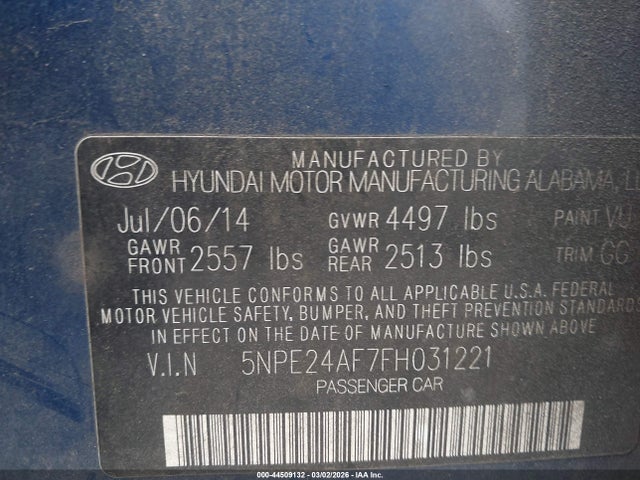 MANUFACTURED BY
HYUNDAI MOTOR MANUFACTURING ALABAMA,
Jul/06/14 GVWR 4497 lbs PAINT VU
GAWR FRONT 2557 lbs GAWR REAR 2513 lbs TRIM GG
THIS VEHICLE CONFORMS TO ALL APPLICABLE U.S.A. FEDERAL
MOTOR VEHICLE SAFETY, BUMPER, AND THEFT PREVENTION STANDARDS
IN EFFECT ON THE DATE OF MANUFACTURE SHOWN ABOVE
V.I.N 5NPE24AF7FH031221
PASSENGER CAR
000-44509132 - 03/02/2026 - IAA Inc.